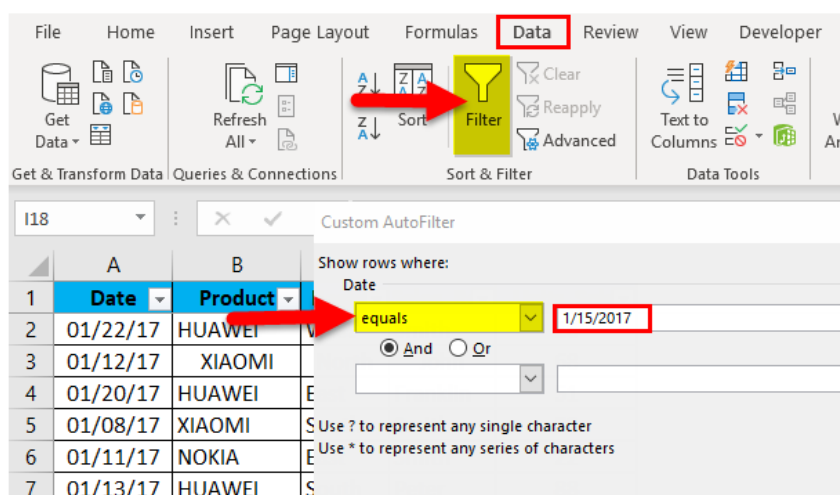 File Home Insert Page Layout Formulas Data Review View Developer
Get Data
Refresh All
Sort
Filter
Clear
Reapply
Advanced
Text to Columns
Get & Transform Data Queries & Connections Sort & Filter Data Tools
I18
Custom AutoFilter
Show rows where:
Date
equals 1/15/2017
And Or
Use ? to represent any single character
Use * to represent any series of characters
A B
1 Date Product
2 01/22/17 HUAWEI
3 01/12/17 XIAOMI
4 01/20/17 HUAWEI
5 01/08/17 XIAOMI
6 01/11/17 NOKIA
7 01/13/17 HUAWEI